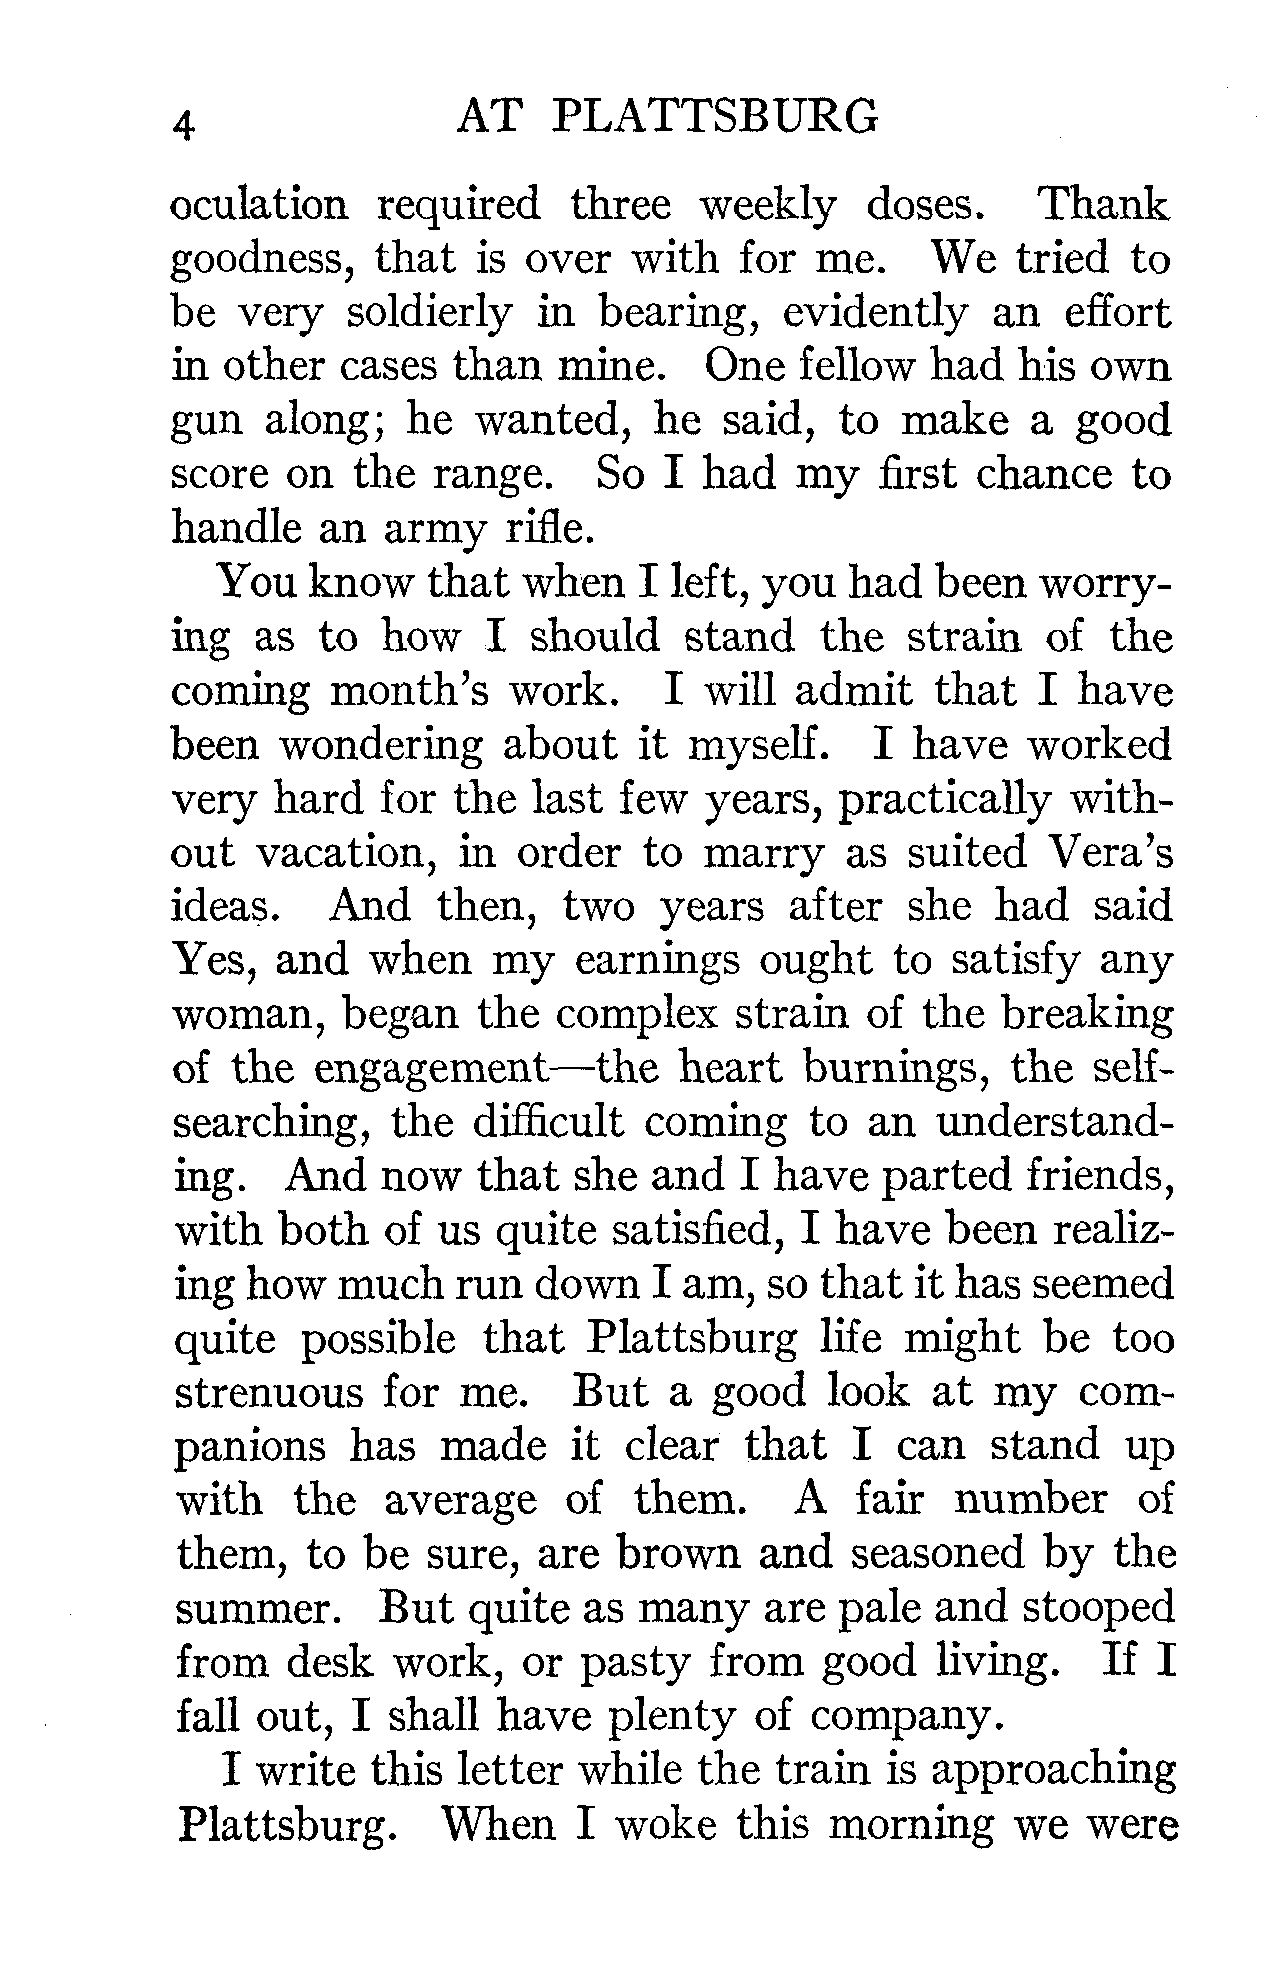 4 AT PLATTSBURG
oculation required three weekly doses. Thank
goodness, that is over with for me. We tried to
be very soldierly in bearing, evidently an effort
in other cases than mine. One fellow had his own
gun along; he wanted, he said, to make a good
score on the range. So I had my first chance to
handle an army rifle.
You know that when I left, you had been worry-
ing as to how I should stand the strain of the
coming month's work. I will admit that I have
been wondering about it myself. I have worked
very hard for the last few years, practically with-
out vacation, in order to marry as suited Vera's
ideas. And then, two years after she had said
Yes, and when my earnings ought to satisfy any
woman, began the complex strain of the breaking
of the engagement—the heart burnings, the self-
searching, the difficult coming to an understand-
ing. And now that she and I have parted friends,
with both of us quite satisfied, I have been realiz-
ing how much run down I am, so that it has seemed
quite possible that Plattsburg life might be too
strenuous for me. But a good look at my com-
panions has made it clear that I can stand up
with the average of them. A fair number of
them, to be sure, are brown and seasoned by the
summer. But quite as many are pale and stooped
from desk work, or pasty from good living. If I
fall out, I shall have plenty of company.
I write this letter while the train is approaching
Plattsburg. When I woke this morning we were